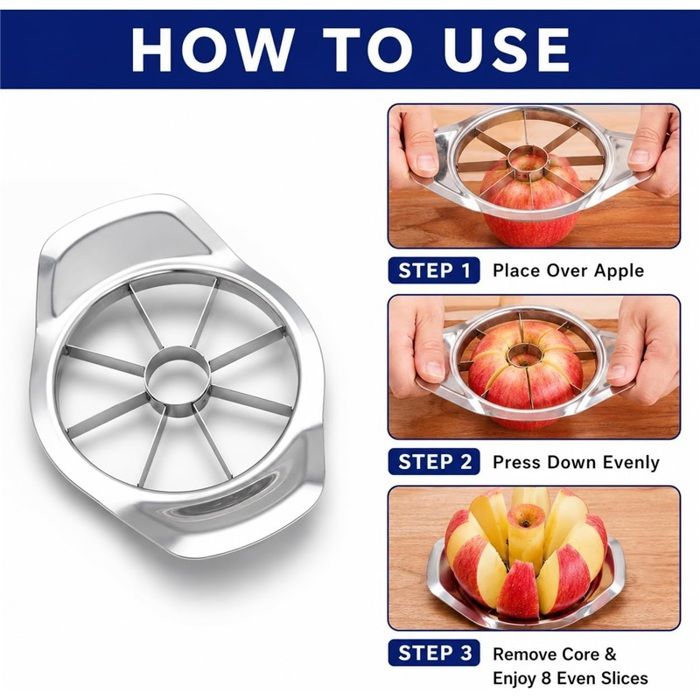 HOW TO USE
STEP 1 Place Over Apple
STEP 2 Press Down Evenly
STEP 3 Remove Core &
Enjoy 8 Even Slices